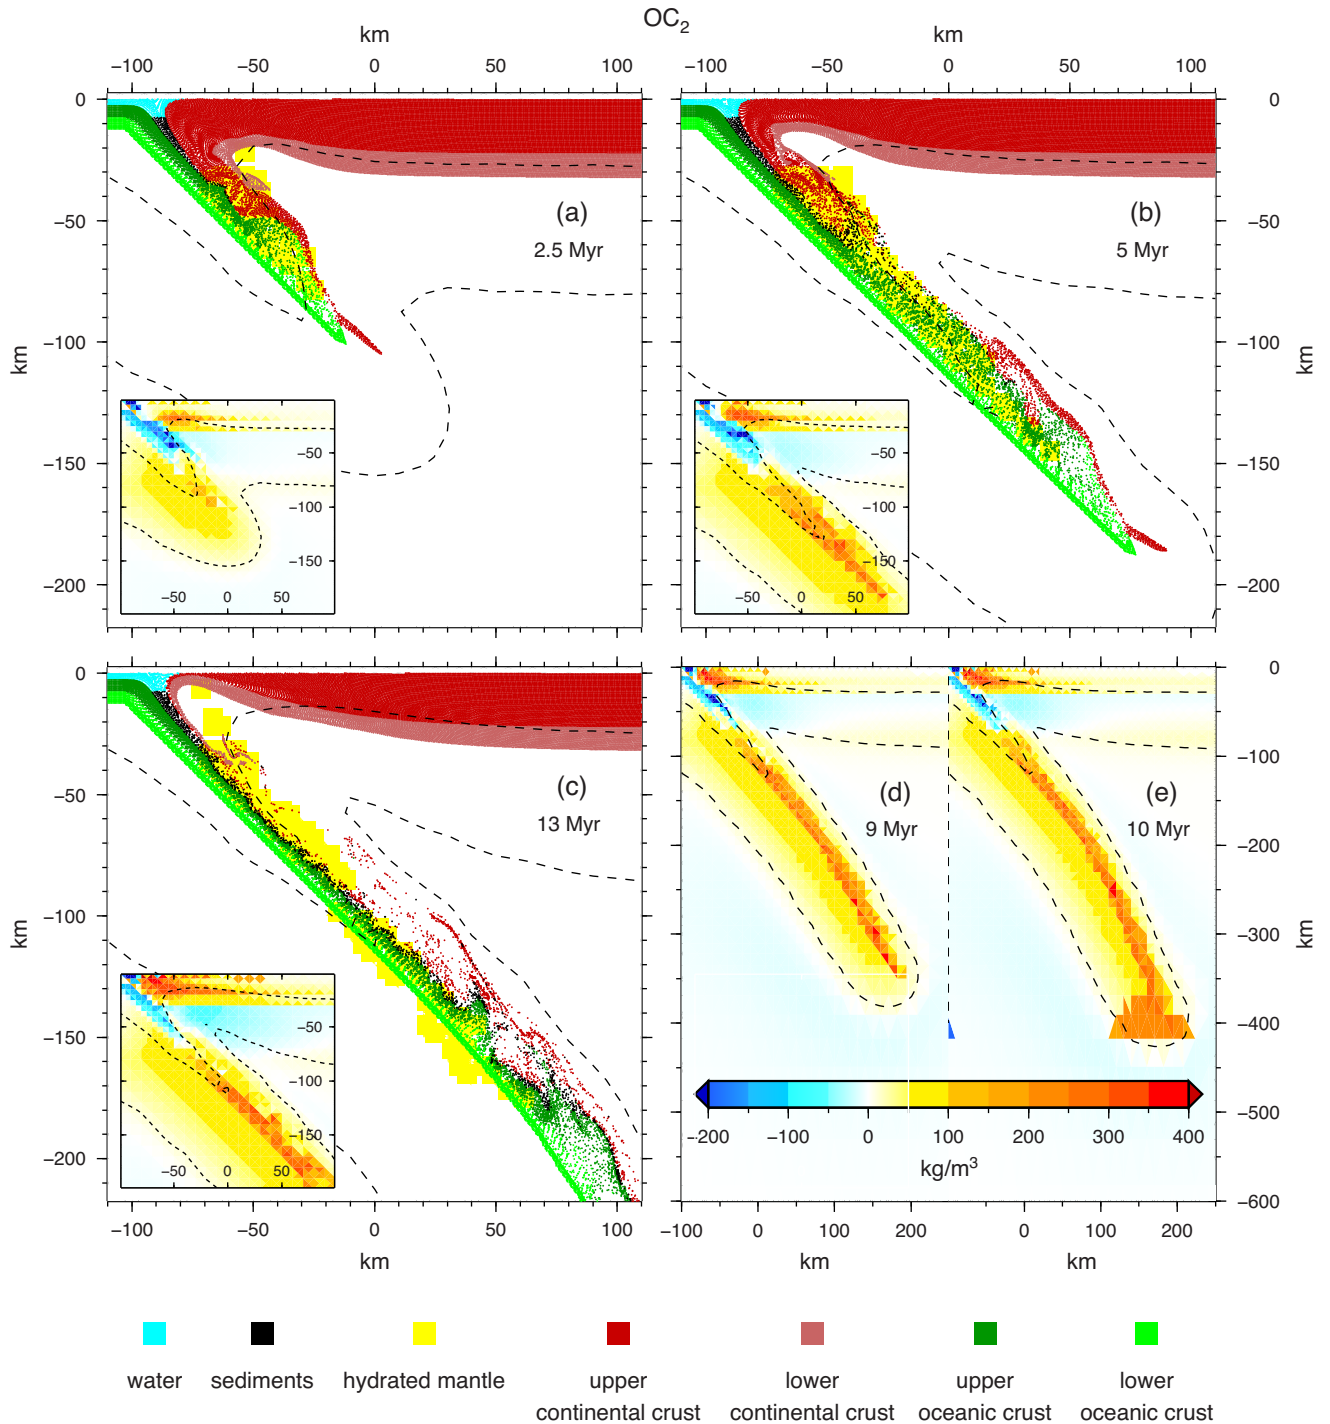 OC2
km km
−100 −50 0 50 100 −100 −50 0 50 100
0 −50 −100 −150 −200
km
(a)
2.5 Myr
−50 −100 −150
−50 0 50
(b)
5 Myr
−50 −100 −150
−50 0 50
0 −50 −100 −150 −200
km
0 −50 −100 −150 −200
km
(c)
13 Myr
−50 −100 −150
−50 0 50
−100 −50 0 50 100
km
(d)
9 Myr
(e)
10 Myr
−200 −100 0 100 200 300 400
kg/m3
0 −100 −200 −300 −400 −500 −600
km
−100 0 100 200 0 100 200
km km
water sediments hydrated mantle upper lower upper lower
continental crust continental crust oceanic crust oceanic crust